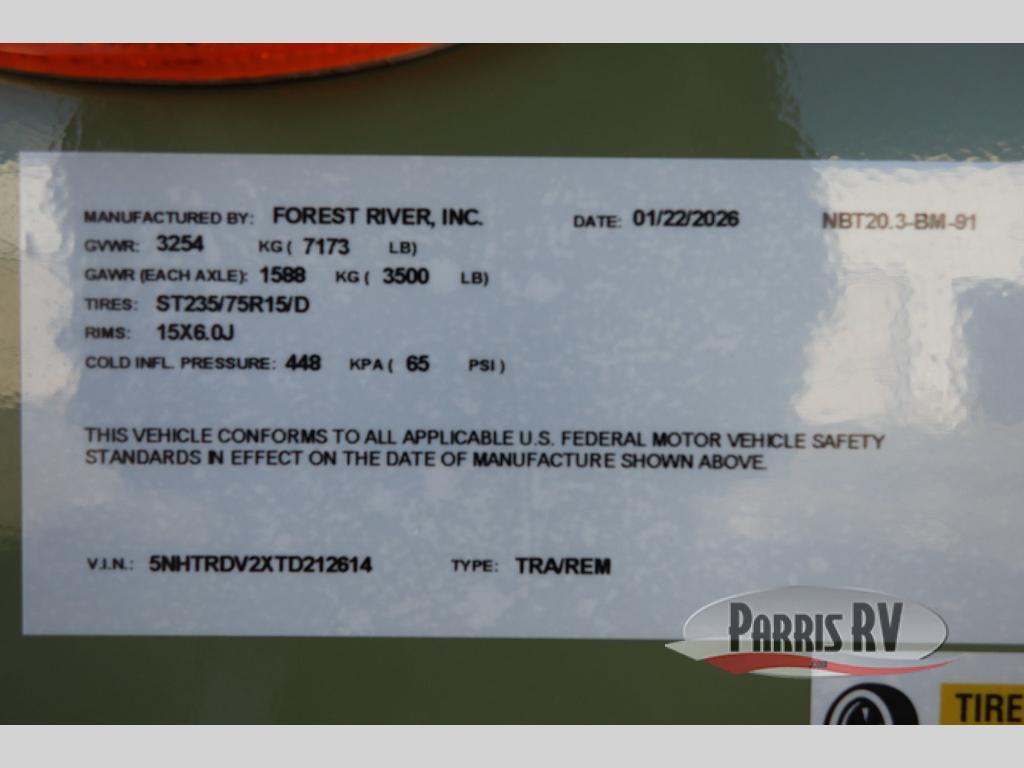 MANUFACTURED BY: FOREST RIVER, INC. DATE: 01/22/2026 NBT20.3-BM-91
GVWR: 3254 KG ( 7173 LB)
GAWR (EACH AXLE): 1588 KG ( 3500 LB)
TIRES: ST235/75R15/D
RIMS: 15X6.0J
COLD INFL. PRESSURE: 448 KPA ( 65 PSI )
THIS VEHICLE CONFORMS TO ALL APPLICABLE U.S. FEDERAL MOTOR VEHICLE SAFETY
STANDARDS IN EFFECT ON THE DATE OF MANUFACTURE SHOWN ABOVE.
V.I.N.: 5NHTRDV2XTD212614 TYPE: TRA/REM
PARRIS RV
.com
TIRE